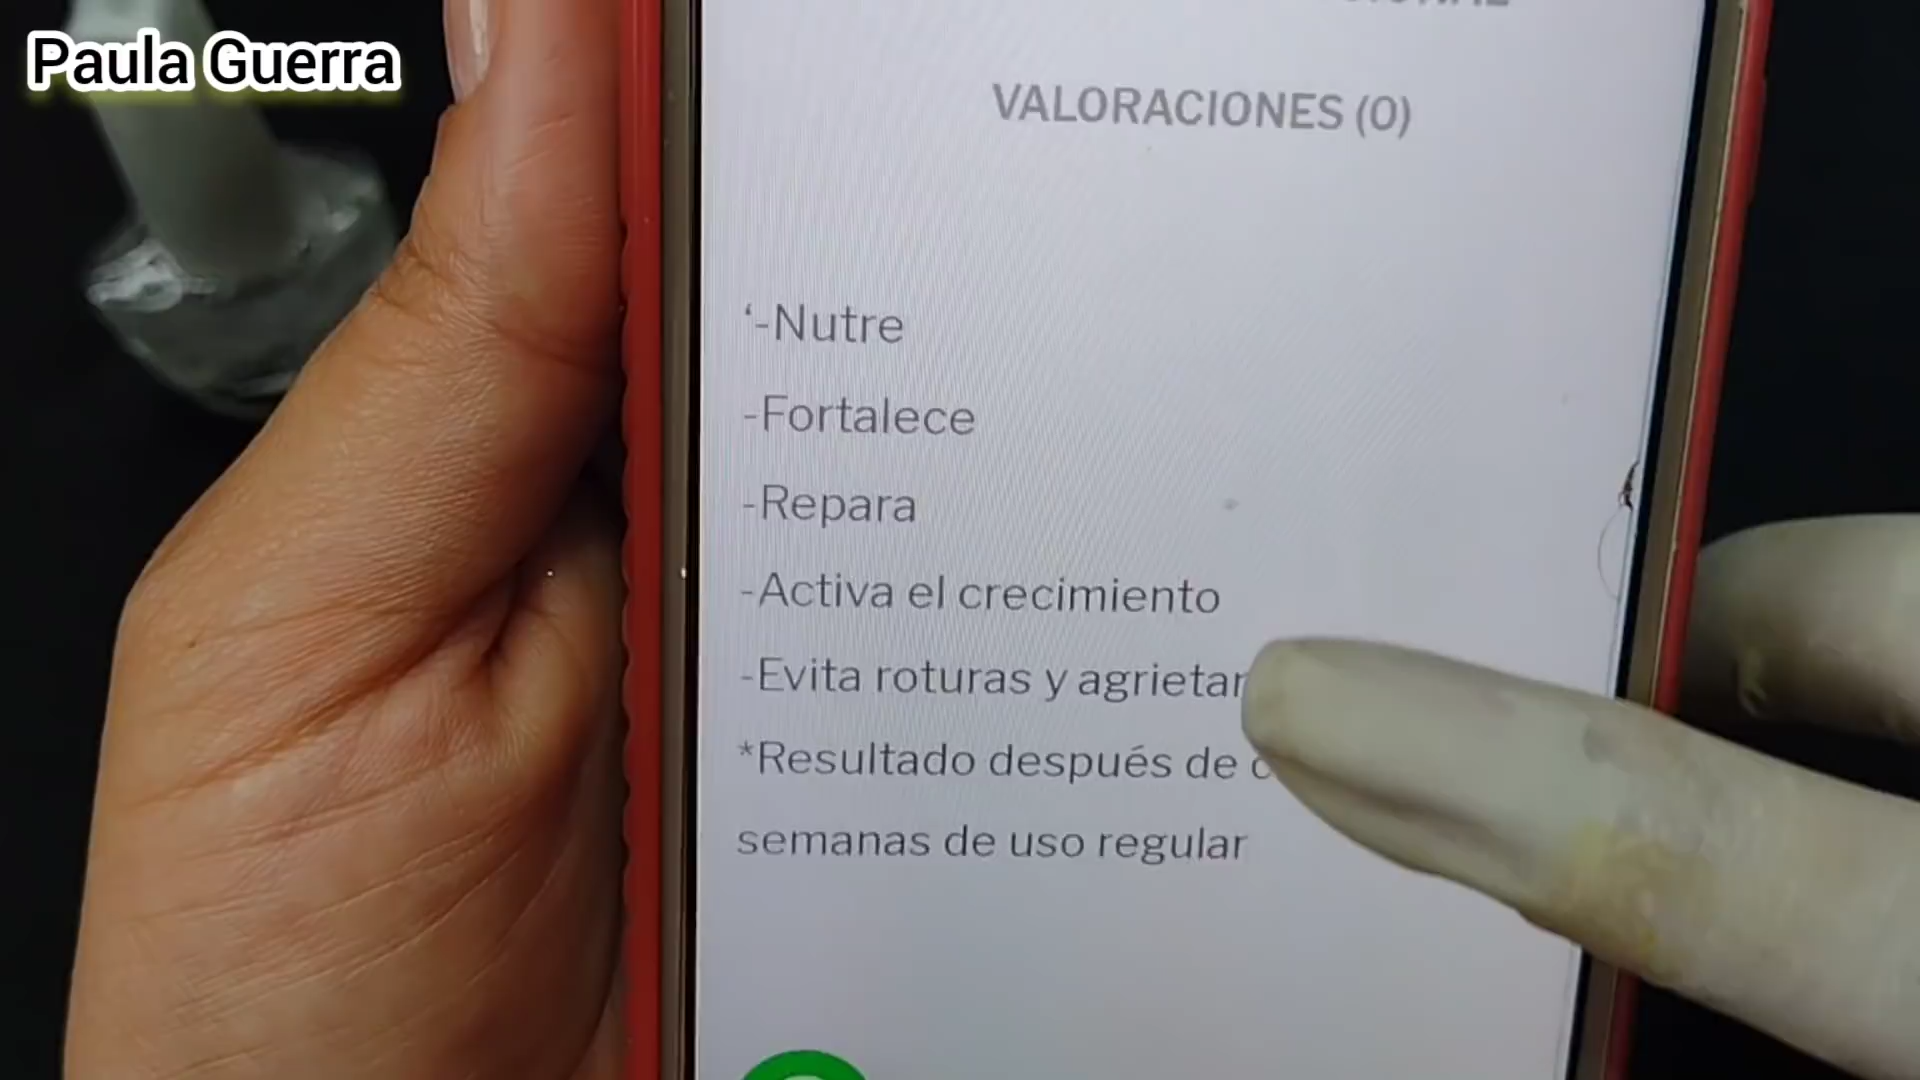 Paula Guerra
VALORACIONES (0)
‘-Nutre
-Fortalece
-Repara
-Activa el crecimiento
-Evita roturas y
*Resultado después de
semanas de uso regular